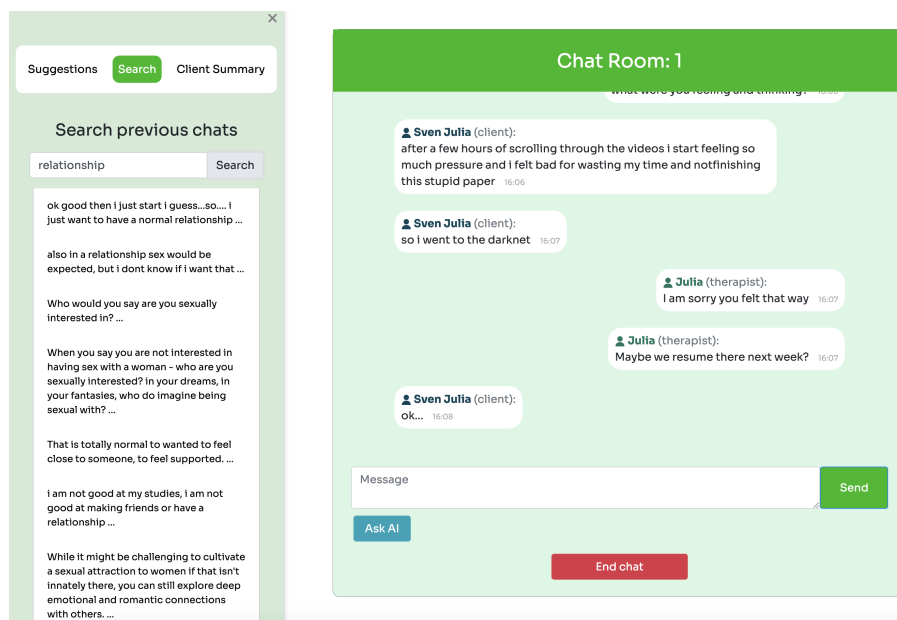 ×
Suggestions
Search
Client Summary
Search previous chats
relationship
Search
ok good then i just start i guess...so.... i
just want to have a normal relationship ...
also in a relationship sex would be
expected, but i dont know if i want that ...
Who would you say are you sexually
interested in? ...
When you say you are not interested in
having sex with a woman - who are you
sexually interested? in your dreams, in
your fantasies, who do imagine being
sexual with? ...
That is totally normal to wanted to feel
close to someone, to feel supported. ...
i am not good at my studies, i am not
good at making friends or have a
relationship ...
While it might be challenging to cultivate
a sexual attraction to women if that isn't
innately there, you can still explore deep
emotional and romantic connections
with others. ...
Chat Room: 1
what were you feeling and thinking?
Sven Julia (client):
after a few hours of scrolling through the videos i start feeling so
much pressure and i felt bad for wasting my time and notfinishing
this stupid paper 16:06
Sven Julia (client):
so i went to the darknet 16:07
Julia (therapist):
I am sorry you felt that way 16:07
Julia (therapist):
Maybe we resume there next week? 16:07
Sven Julia (client):
ok... 16:08
Message
Send
Ask AI
End chat